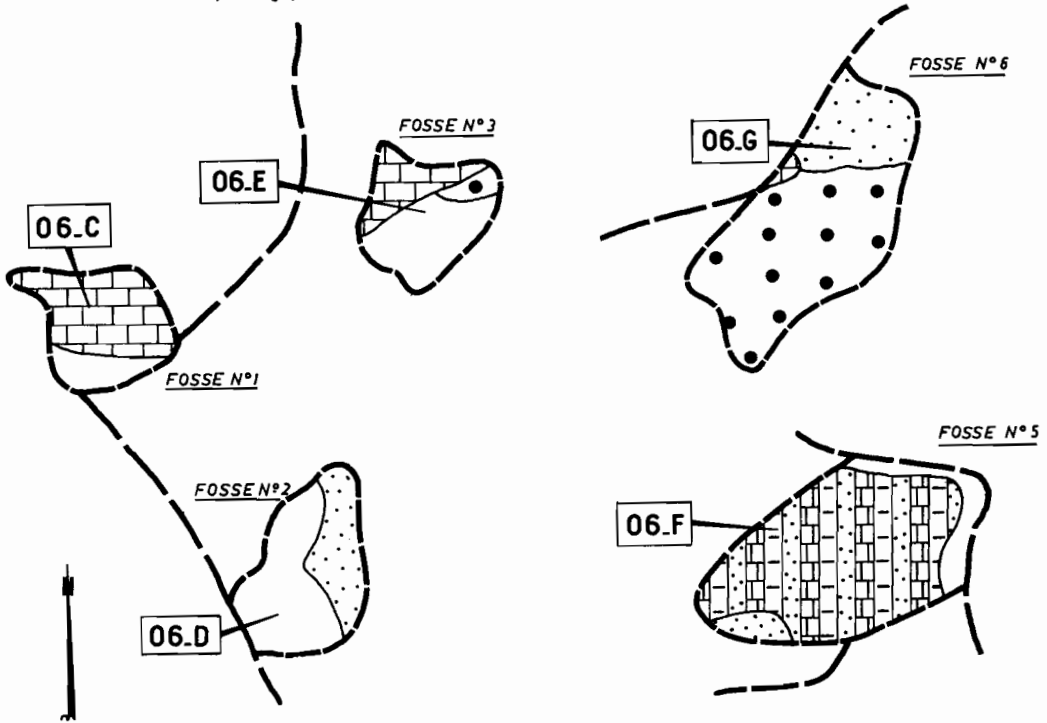 FOSSE N° 6
FOSSE N° 3
06_G
06_E
06_C
FOSSE N°1
FOSSE N° 5
FOSSE N°2
06_F
06_D